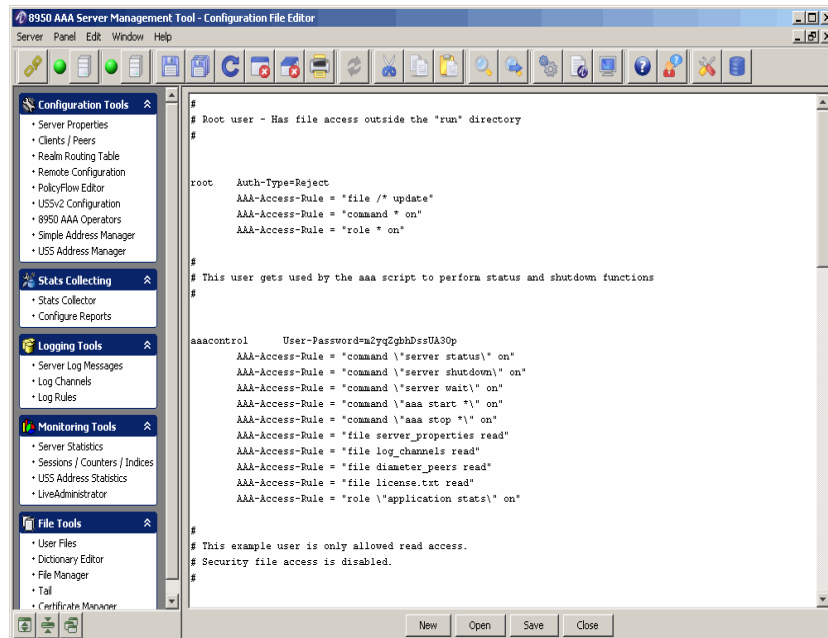 8950 AAA Server Management Tool - Configuration File Editor
Server Panel Edit Window Help
Configuration Tools
Server Properties
Clients / Peers
Realm Routing Table
Remote Configuration
PolicyFlow Editor
USSv2 Configuration
8950 AAA Operators
Simple Address Manager
USS Address Manager
Stats Collecting
Stats Collector
Configure Reports
Logging Tools
Server Log Messages
Log Channels
Log Rules
Monitoring Tools
Server Statistics
Sessions / Counters / Indices
USS Address Statistics
LiveAdministrator
File Tools
User Files
Dictionary Editor
File Manager
Tail
Certificate Manager
#
# Root user - Has file access outside the "run" directory
#
root Auth-Type=Reject
AAA-Access-Rule = "file /* update"
AAA-Access-Rule = "command * on"
AAA-Access-Rule = "role * on"
#
# This user gets used by the aaa script to perform status and shutdown functions
#
aaacontrol User-Password=m2yqZgbhDssUA3Op
AAA-Access-Rule = "command \"server status\" on"
AAA-Access-Rule = "command \"server shutdown\" on"
AAA-Access-Rule = "command \"server wait\" on"
AAA-Access-Rule = "command \"aaa start *\" on"
AAA-Access-Rule = "command \"aaa stop *\" on"
AAA-Access-Rule = "file server_properties read"
AAA-Access-Rule = "file log_channels read"
AAA-Access-Rule = "file diameter_peers read"
AAA-Access-Rule = "file license.txt read"
AAA-Access-Rule = "role \"application stats\" on"
#
# This example user is only allowed read access.
# Security file access is disabled.
#
New Open Save Close